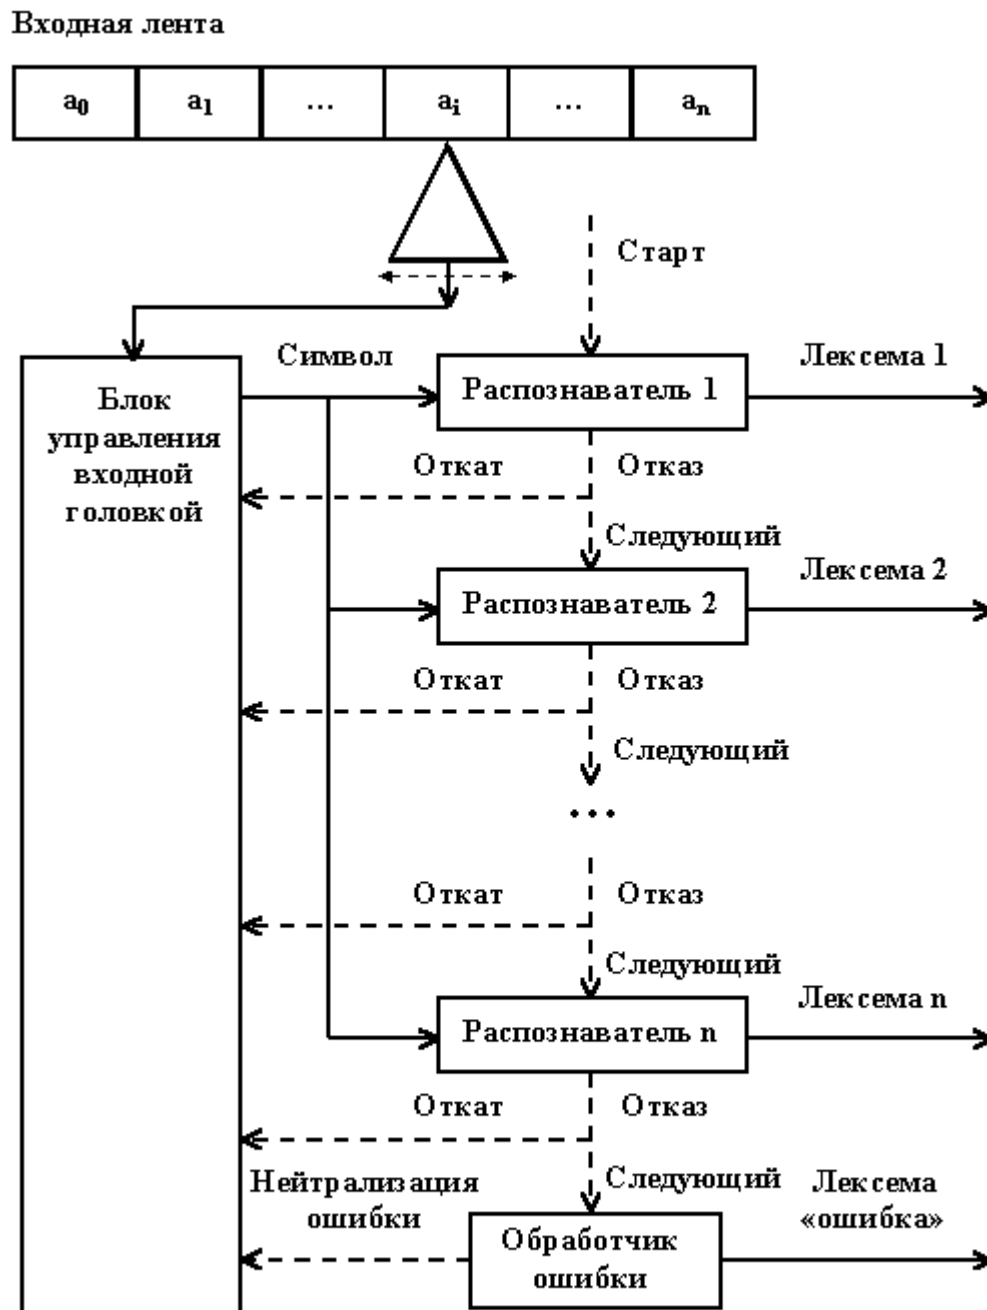 Входная лента
a0 a1 ... ai ... an
Старт
Символ
Лексема 1
Блок
управления
входной
головкой
Распознаватель 1
Откат
Отказ
Следующий
Лексема 2
Распознаватель 2
Откат
Отказ
Следующий
...
Откат
Отказ
Следующий
Лексема n
Распознаватель n
Откат
Отказ
Следующий
Нейтрализация
ошибки
Лексема
«ошибка»
Обработчик
ошибки